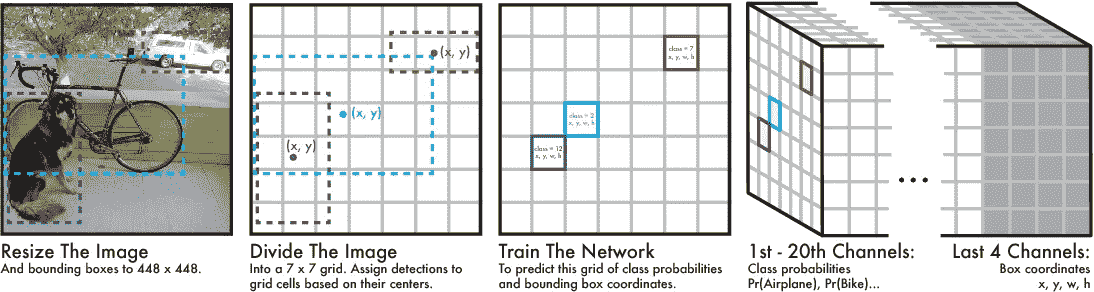 (x, y)
(x, y)
(x, y)
class = 7
x, y, w, h
class = 2
x, y, w, h
class = 12
x, y, w, h
...
Resize The Image
And bounding boxes to 448 x 448.
Divide The Image
Into a 7 x 7 grid. Assign detections to
grid cells based on their centers.
Train The Network
To predict this grid of class probabilities
and bounding box coordinates.
1st - 20th Channels:
Class probabilities
Pr(Airplane), Pr(Bike)...
Last 4 Channels:
Box coordinates
x, y, w, h